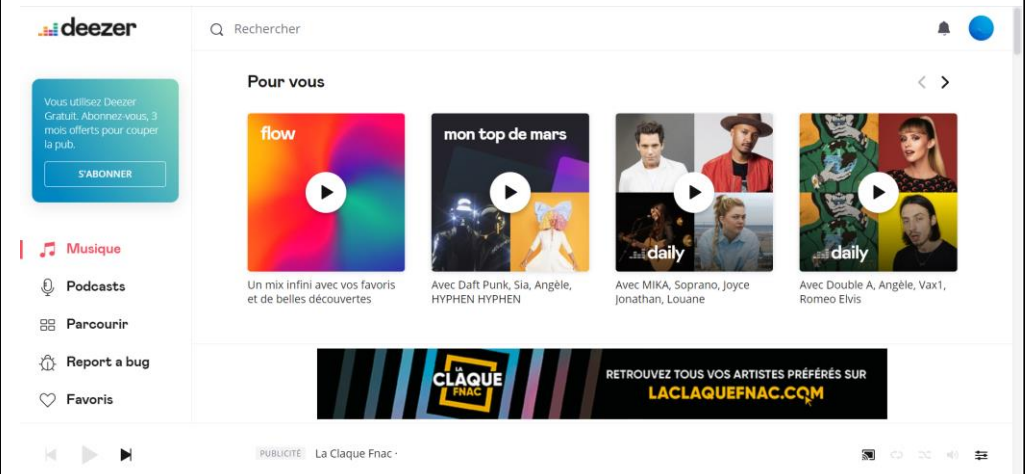 deezer
Rechercher
Vous utilisez Deezer
Gratuit. Abonnez-vous, 3
mois offerts pour couper
la pub.
S'ABONNER
Musique
Podcasts
Parcourir
Report a bug
Favoris
Pour vous
flow
Un mix infini avec vos favoris
et de belles découvertes
mon top de mars
Avec Daft Punk, Sia, Angèle,
HYPHEN HYPHEN
daily
Avec MIKA, Soprano, Joyce
Jonathan, Louane
daily
Avec Double A, Angèle, Vax1,
Romeo Elvis
LA
CLAQUE
FNAC
RETROUVEZ TOUS VOS ARTISTES PRÉFÉRÉS SUR
LACLAQUEFNAC.COM
PUBLICITÉ La Claque Fnac ·